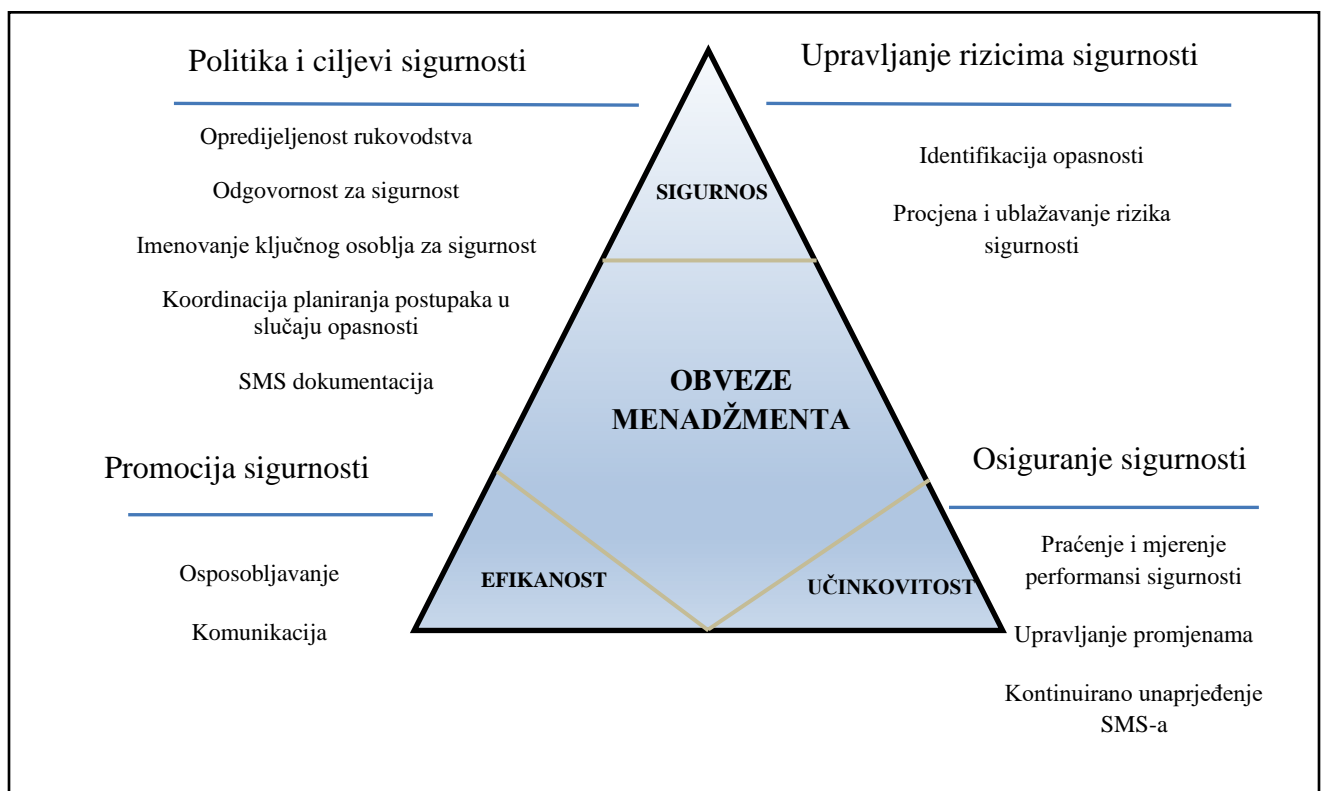 Politika i ciljevi sigurnosti
Opredijeljenost rukovodstva
Odgovornost za sigurnost
Imenovanje ključnog osoblja za sigurnost
Koordinacija planiranja postupaka u
slučaju opasnosti
SMS dokumentacija
Upravljanje rizicima sigurnosti
Identifikacija opasnosti
Procjena i ublažavanje rizika
sigurnosti
SIGURNOS
OBVEZE
MENADŽMENTA
EFIKANOST
UČINKOVITOST
Promocija sigurnosti
Osposobljavanje
Komunikacija
Osiguranje sigurnosti
Praćenje i mjerenje
performansi sigurnosti
Upravljanje promjenama
Kontinuirano unaprjeđenje
SMS-a